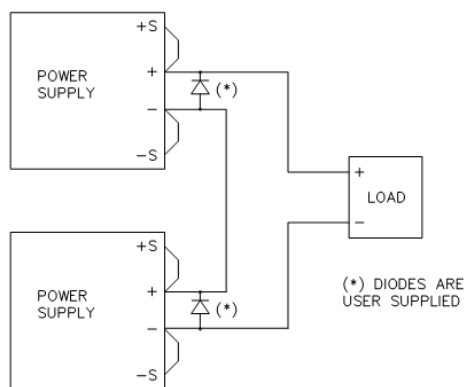 +S
POWER
SUPPLY
+
(*)
−
−S
+
LOAD
−
+S
(*) DIODES ARE
USER SUPPLIED
POWER
SUPPLY
+
(*)
−
−S